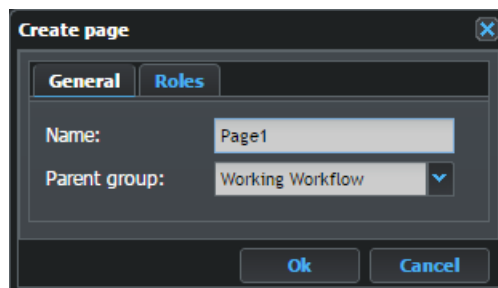 Create page
General Roles
Name: Page1
Parent group: Working Workflow
Ok Cancel